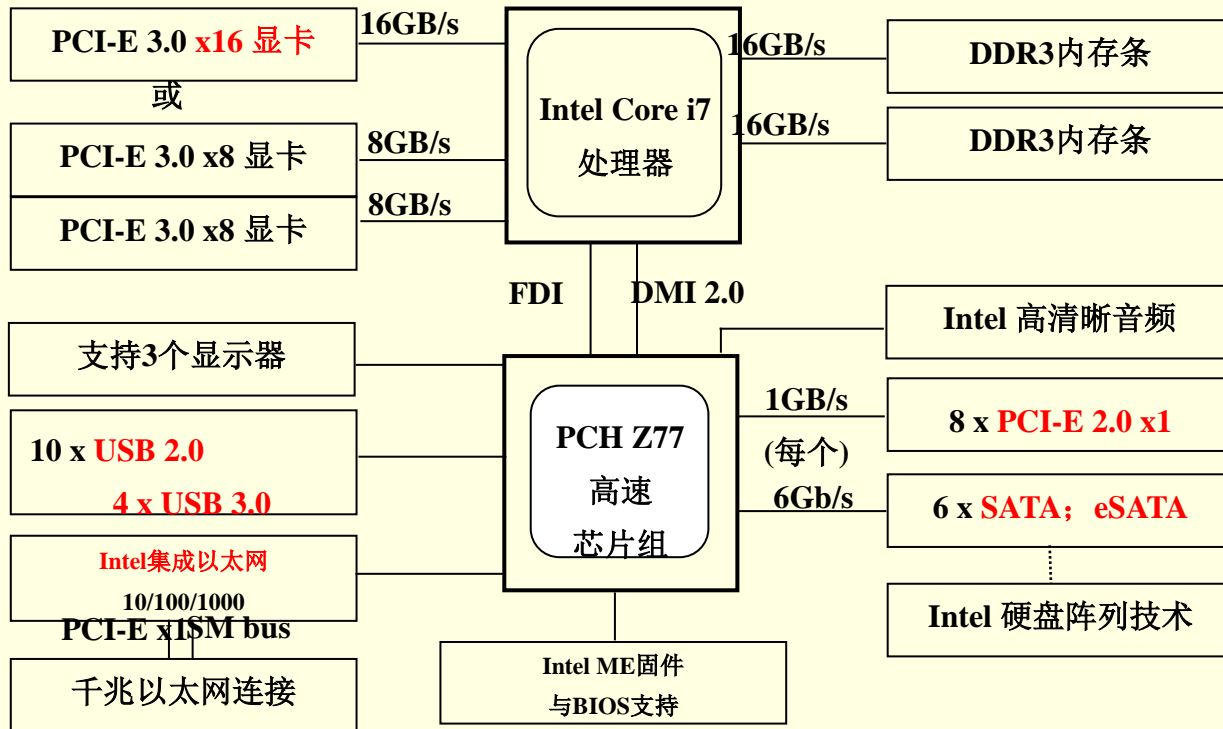 PCI-E 3.0 x16 显卡
16GB/s
或
PCI-E 3.0 x8 显卡
8GB/s
PCI-E 3.0 x8 显卡
8GB/s
Intel Core i7
处理器
16GB/s
DDR3内存条
16GB/s
DDR3内存条
FDI
DMI 2.0
支持3个显示器
10 x USB 2.0
4 x USB 3.0
Intel集成以太网
10/100/1000
PCI-E x1
SM bus
千兆以太网连接
PCH Z77
高速
芯片组
Intel 高清晰音频
1GB/s
(每个)
8 x PCI-E 2.0 x1
6Gb/s
6 x SATA；eSATA
Intel 硬盘阵列技术
Intel ME固件
与BIOS支持